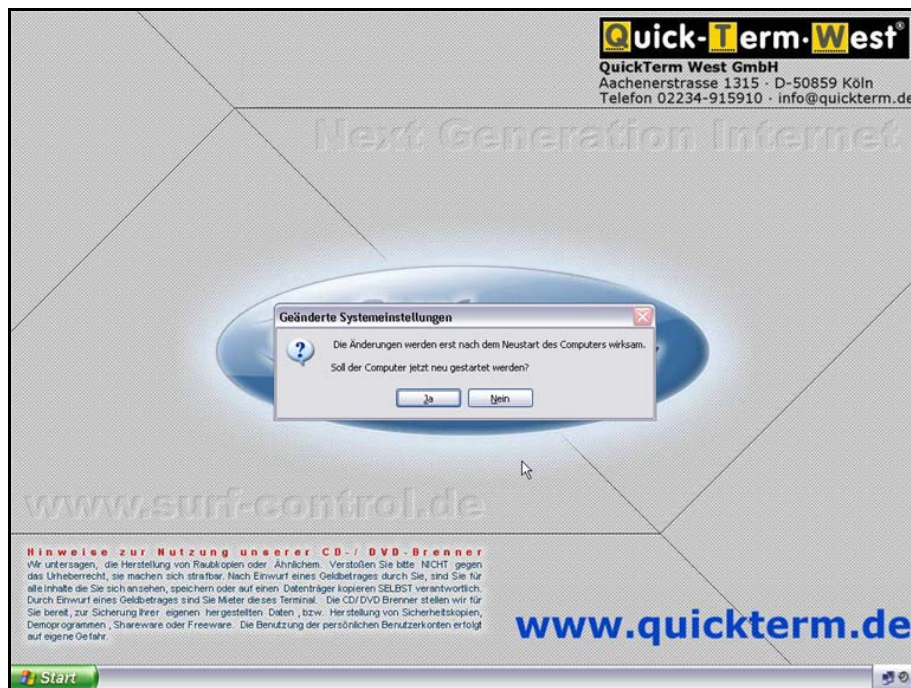 Quick-Term-West®
QuickTerm West GmbH
Aachenerstrasse 1315 · D-50859 Köln
Telefon 02234-915910 · info@quickterm.de
Next Generation Internet
Geänderte Systemeinstellungen
Die Änderungen werden erst nach dem Neustart des Computers wirksam.
Soll der Computer jetzt neu gestartet werden?
Ja
Nein
www.surf-control.de
Hinweise zur Nutzung unserer CD-/ DVD-Brenner
Wir untersagen, die Herstellung von Raubkopien oder Ähnlichem. Verstoßen Sie bitte NICHT gegen
das Urheberrecht, sie machen sich strafbar. Nach Einwurf eines Geldbetrages durch Sie, sind Sie für
alle Inhalte die Sie sich ansehen, speichern oder auf einen Datenträger kopieren SELBST verantwortlich.
Durch Einwurf eines Geldbetrages sind Sie Mieter dieses Terminal. Die CD/DVD Brenner stellen wir für
Sie bereit, zur Sicherung Ihrer eigenen hergestellten Daten, bzw. Herstellung von Sicherheitskopien,
Demoprogrammen, Shareware oder Freeware. Die Benutzung der persönlichen Benutzerkonten erfolgt
auf eigene Gefahr.
www.quickterm.de
Start